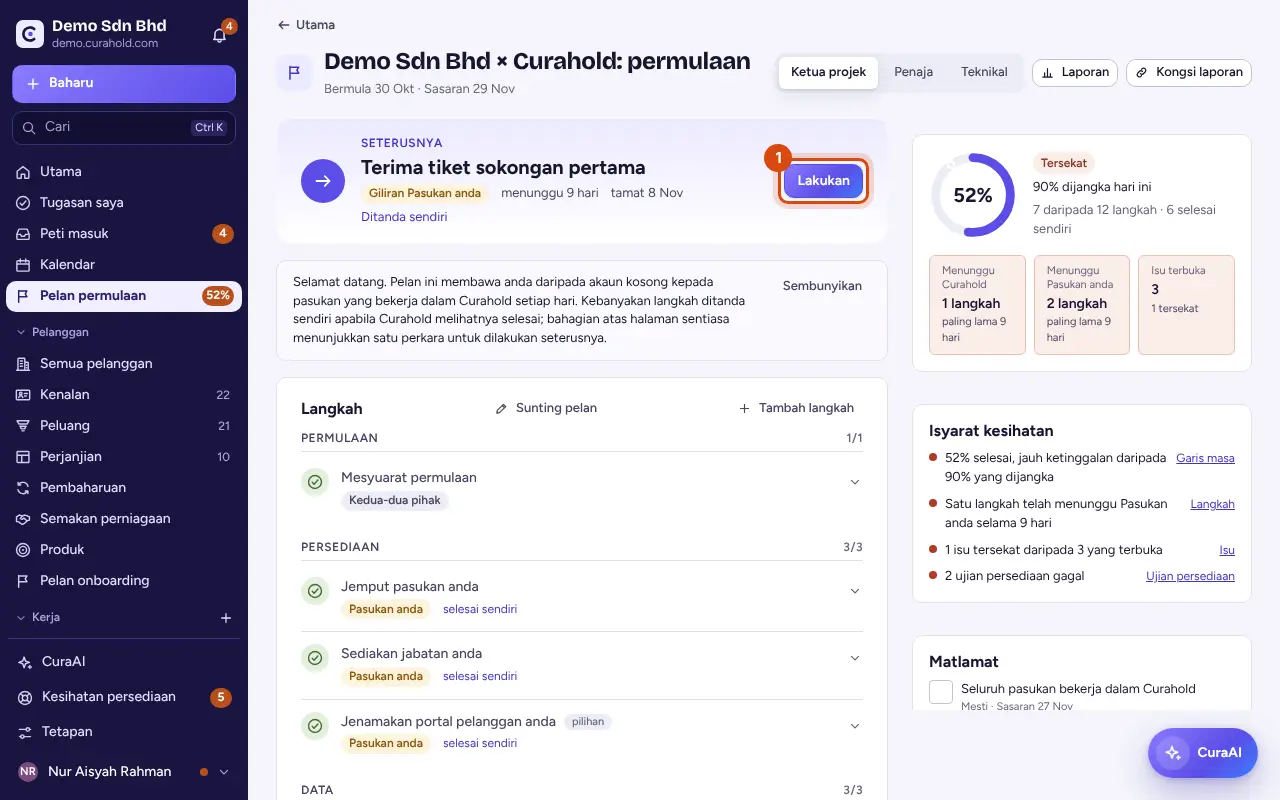 Demo Sdn Bhd
demo.curahold.com
4
Baharu
Cari
Ctrl K
Utama
Tugasan saya
Peti masuk
4
Kalendar
Pelan permulaan
52%
Pelanggan
Semua pelanggan
Kenalan
22
Peluang
21
Perjanjian
10
Pembaharuan
Semakan perniagaan
Produk
Pelan onboarding
Kerja
CuraAI
Kesihatan persediaan
5
Tetapan
NR
Nur Aisyah Rahman
Utama
Demo Sdn Bhd × Curahold: permulaan
Bermula 30 Okt · Sasaran 29 Nov
Ketua projek
Penaja
Teknikal
Laporan
Kongsi laporan
SETERUSNYA
Terima tiket sokongan pertama
Giliran Pasukan anda
menunggu 9 hari
tamat 8 Nov
Ditanda sendiri
1
Lakukan
Selamat datang. Pelan ini membawa anda daripada akaun kosong kepada
pasukan yang bekerja dalam Curahold setiap hari. Kebanyakan langkah ditanda
sendiri apabila Curahold melihatnya selesai; bahagian atas halaman sentiasa
menunjukkan satu perkara untuk dilakukan seterusnya.
Sembunyikan
Langkah
Sunting pelan
Tambah langkah
PERMULAAN
1/1
Mesyuarat permulaan
Kedua-dua pihak
PERSEDIAAN
3/3
Jemput pasukan anda
Pasukan anda
selesai sendiri
Sediakan jabatan anda
Pasukan anda
selesai sendiri
Jenamakan portal pelanggan anda
pilihan
Pasukan anda
selesai sendiri
DATA
3/3
52%
Tersekat
90% dijangka hari ini
7 daripada 12 langkah · 6 selesai
sendiri
Menunggu
Curahold
1 langkah
paling lama 9
hari
Menunggu
Pasukan anda
2 langkah
paling lama 9
hari
Isu terbuka
3
1 tersekat
Isyarat kesihatan
52% selesai, jauh ketinggalan daripada
90% yang dijangka
Garis masa
Satu langkah telah menunggu Pasukan
anda selama 9 hari
Langkah
1 isu tersekat daripada 3 yang terbuka
Isu
2 ujian persediaan gagal
Ujian persediaan
Matlamat
Seluruh pasukan bekerja dalam Curahold
Mesti · Sasaran 27 Nov
CuraAI